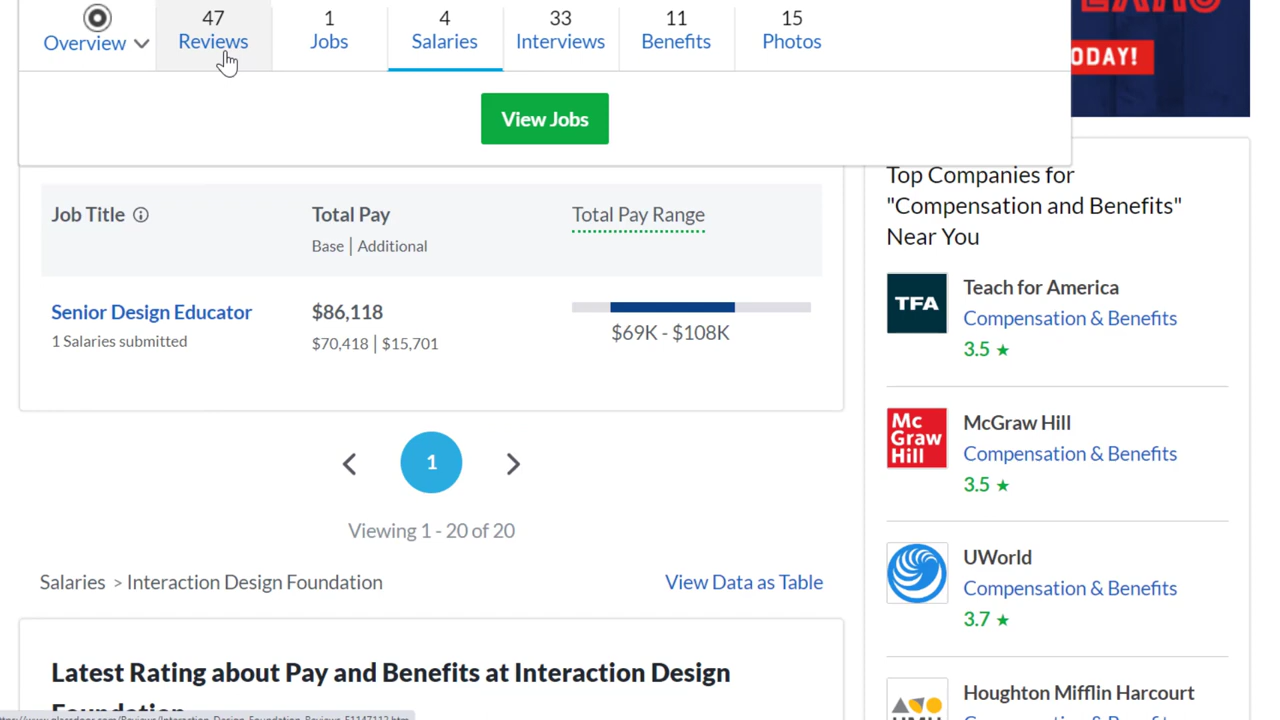 47
1
4
33
11
15
Overview
Reviews
Jobs
Salaries
Interviews
Benefits
Photos
ODAY!
View Jobs
Job Title
Total Pay
Total Pay Range
Base | Additional
Senior Design Educator
$86,118
1 Salaries submitted
$70,418 | $15,701
$69K - $108K
1
Viewing 1 - 20 of 20
Salaries > Interaction Design Foundation
View Data as Table
Latest Rating about Pay and Benefits at Interaction Design
Foundation
Top Companies for
"Compensation and Benefits"
Near You
TFA
Teach for America
Compensation & Benefits
3.5 ★
Mc
Graw
Hill
McGraw Hill
Compensation & Benefits
3.5 ★
UWorld
Compensation & Benefits
3.7 ★
Houghton Mifflin Harcourt
Compensation & Benefits